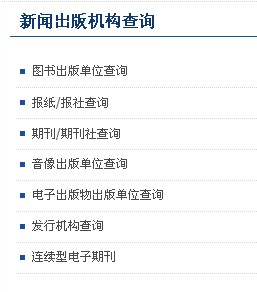 新闻出版机构查询
图书出版单位查询
报纸/报社查询
期刊/期刊社查询
音像出版单位查询
电子出版物出版单位查询
发行机构查询
连续型电子期刊